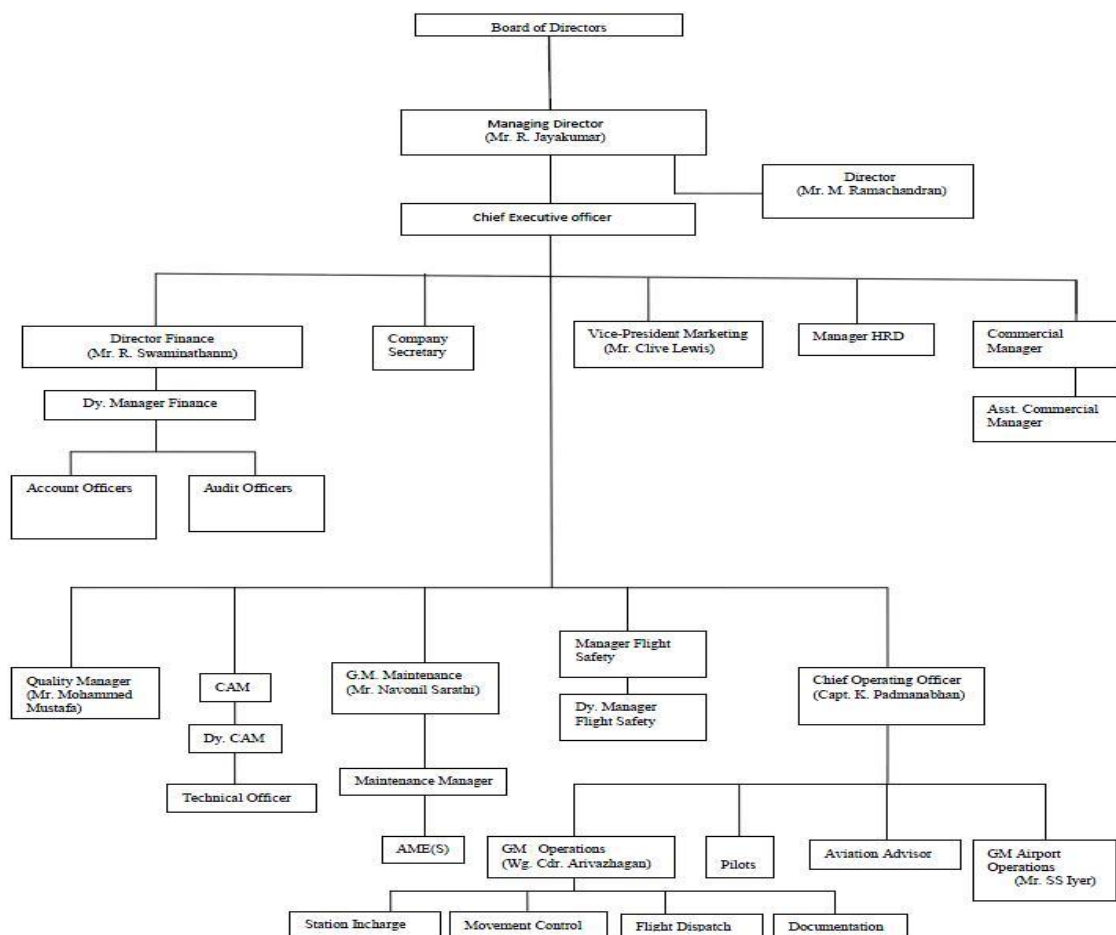 Board of Directors
Managing Director
(Mr. R. Jayakumar)
Director
(Mr. M. Ramachandran)
Chief Executive officer
Director Finance
(Mr. R. Swaminathanm)
Company
Secretary
Vice-President Marketing
(Mr. Clive Lewis)
Manager HRD
Commercial
Manager
Dy. Manager Finance
Asst. Commercial
Manager
Account Officers
Audit Officers
Quality Manager
(Mr. Mohammed
Mustafa)
CAM
G.M. Maintenance
(Mr. Navonil Sarathi)
Manager Flight
Safety
Chief Operating Officer
(Capt. K. Padmanabhan)
Dy. CAM
Dy. Manager
Flight Safety
Technical Officer
Maintenance Manager
AME(S)
GM Operations
(Wg. Cdr. Arivazhagan)
Pilots
Aviation Advisor
GM Airport
Operations
(Mr. SS Iyer)
Station Incharge
Movement Control
Flight Dispatch
Documentation